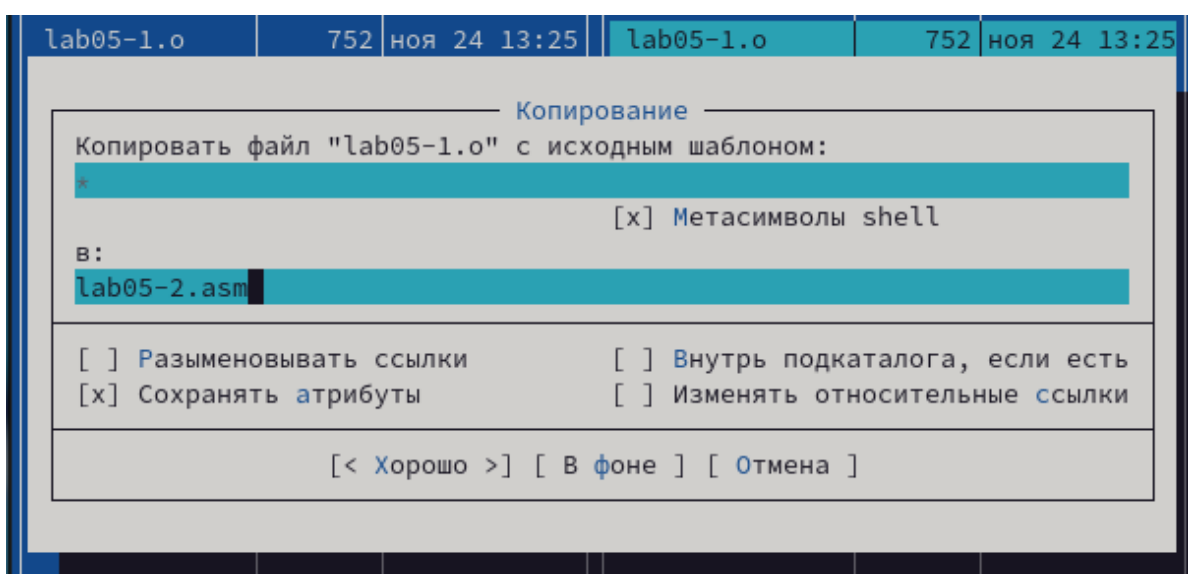 lab05-1.o 752 ноя 24 13:25 lab05-1.o 752 ноя 24 13:25
Копирование
Копировать файл "lab05-1.o" с исходным шаблоном:
*
[x] Метасимволы shell
в:
lab05-2.asm
[ ] Разыменовывать ссылки [ ] Внутрь подкаталога, если есть
[x] Сохранять атрибуты [ ] Изменять относительные ссылки
[< Хорошо >] [ В фоне ] [ Отмена ]